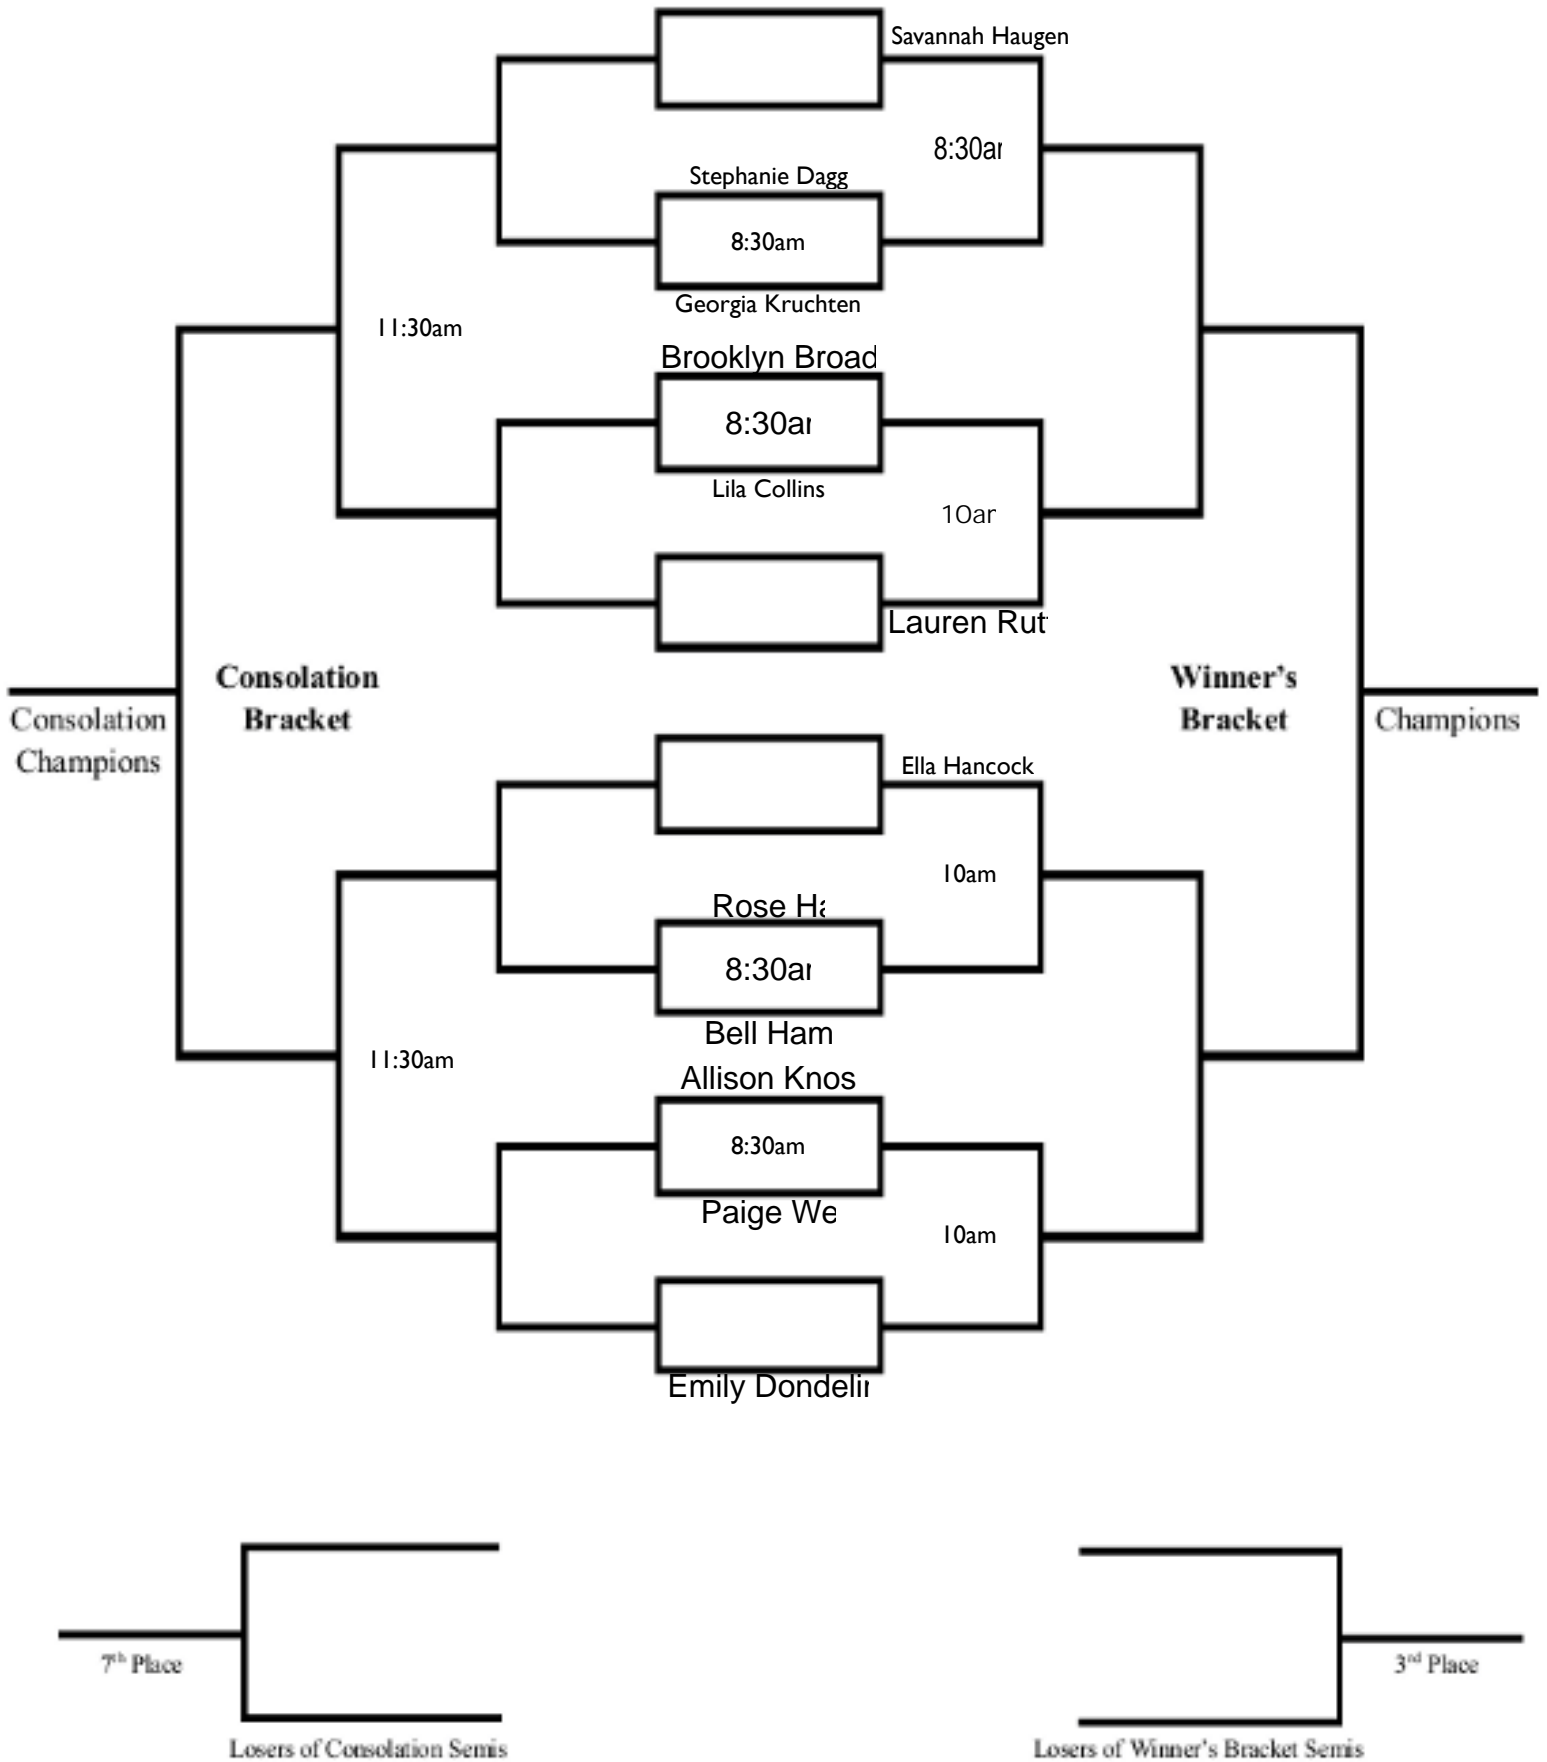 Savannah Haugen
8:30ar
Stephanie Dagg
8:30am
Georgia Kruchten
11:30am
Brooklyn Broad
8:30ar
Lila Collins
10ar
Lauren Rut
Consolation
Bracket
Winner's
Bracket
Consolation
Champions
Champions
Ella Hancock
10am
Rose Ha
8:30ar
Bell Ham
11:30am
Allison Knos
8:30am
Paige We
10am
Emily Dondelir
7th Place
3rd Place
Losers of Consolation Semis
Losers of Winner's Bracket Semis